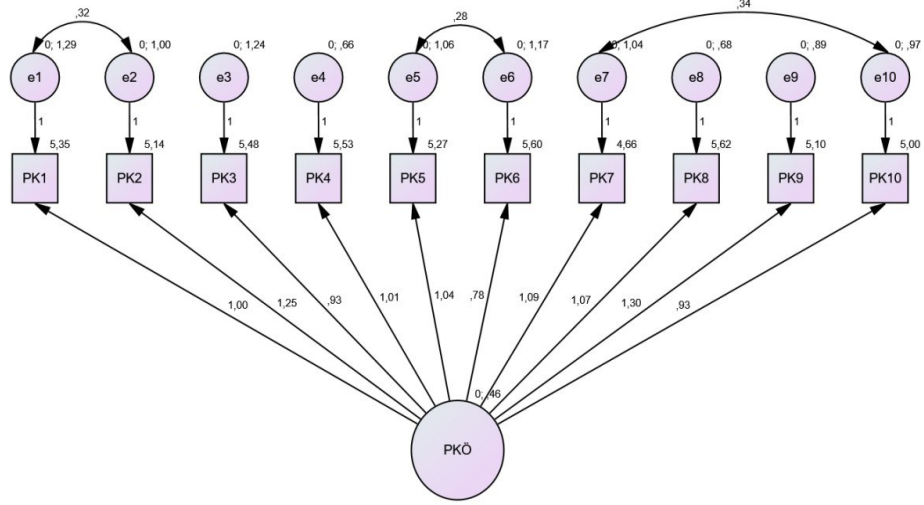 ,32 ,28 ,34
0; 1,29 0; 1,00 0; 1,24 0; ,66 0; 1,06 0; 1,17 0; 1,04 0; ,68 0; ,89 0; ,97
e1 e2 e3 e4 e5 e6 e7 e8 e9 e10
1 1 1 1 1 1 1 1 1 1
5,35 5,14 5,48 5,53 5,27 5,60 4,66 5,62 5,10 5,00
PK1 PK2 PK3 PK4 PK5 PK6 PK7 PK8 PK9 PK10
1,00 1,25 ,93 1,01 1,04 ,78 1,09 1,07 1,30 ,93
0; ,46
PKÖ